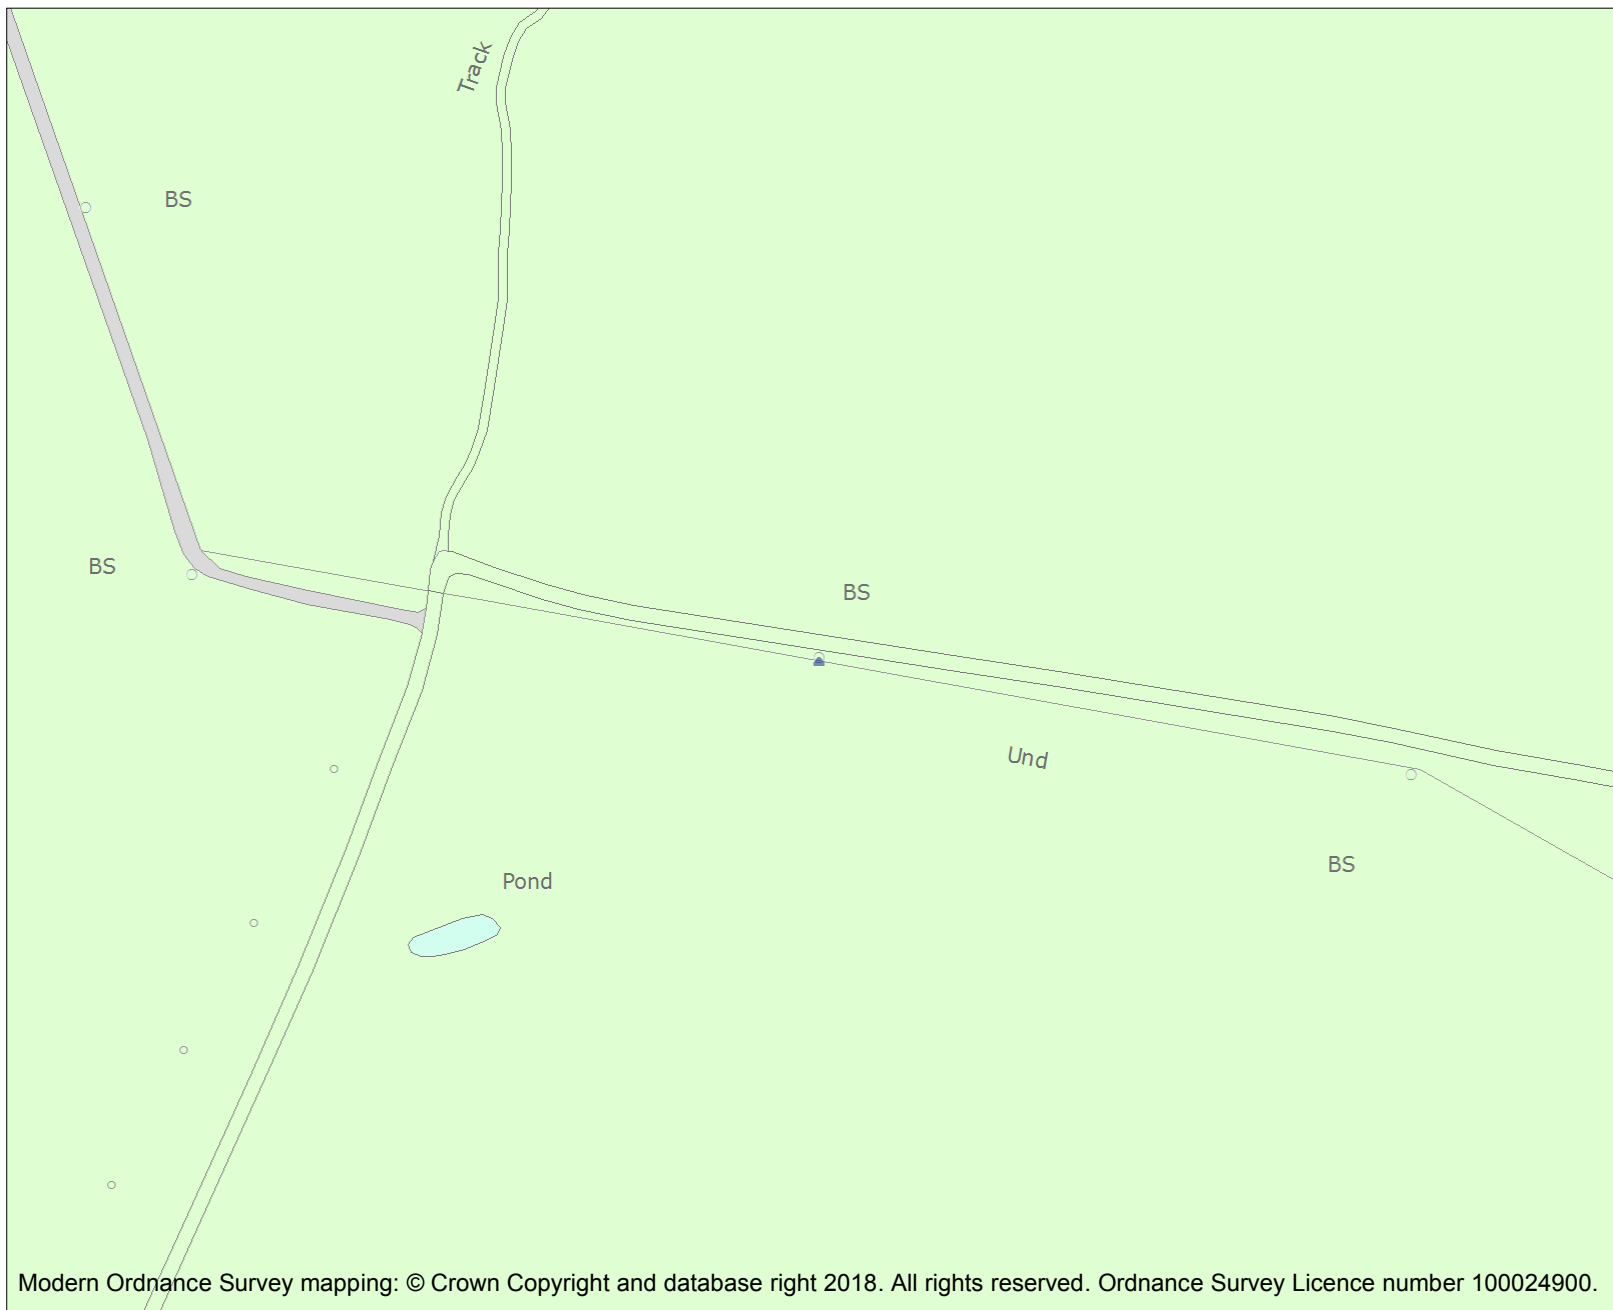 Track
BS
BS
BS
Und
BS
Pond
Modern Ordnance Survey mapping: © Crown Copyright and database right 2018. All rights reserved. Ordnance Survey Licence number 100024900.